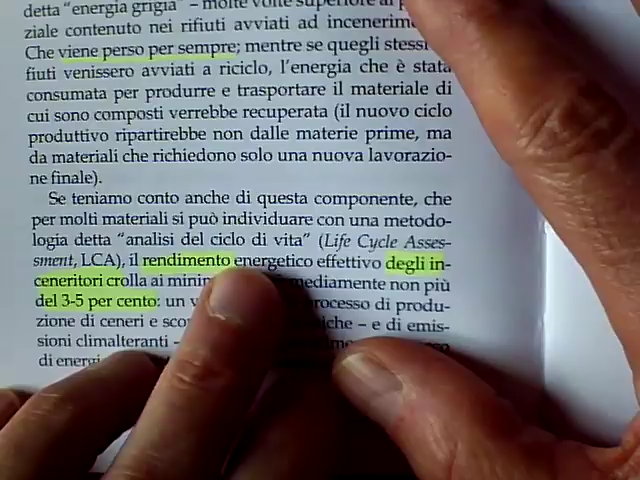 detta "energia grigia" – molte volte superiore al p
ziale contenuto nei rifiuti avviati ad incenerim
Che viene perso per sempre; mentre se quegli stessi
fiuti venissero avviati a riciclo, l'energia che è stata
consumata per produrre e trasportare il materiale di
cui sono composti verrebbe recuperata (il nuovo ciclo
produttivo ripartirebbe non dalle materie prime, ma
da materiali che richiedono solo una nuova lavorazio-
ne finale).
Se teniamo conto anche di questa componente, che
per molti materiali si può individuare con una metodo-
logia detta "analisi del ciclo di vita" (Life Cycle Asses-
sment, LCA), il rendimento energetico effettivo degli in-
ceneritori crolla ai minim mediamente non più
del 3-5 per cento: un v processo di produ-
zione di ceneri e scor iche – e di emis-
sioni climalteranti –
di energi